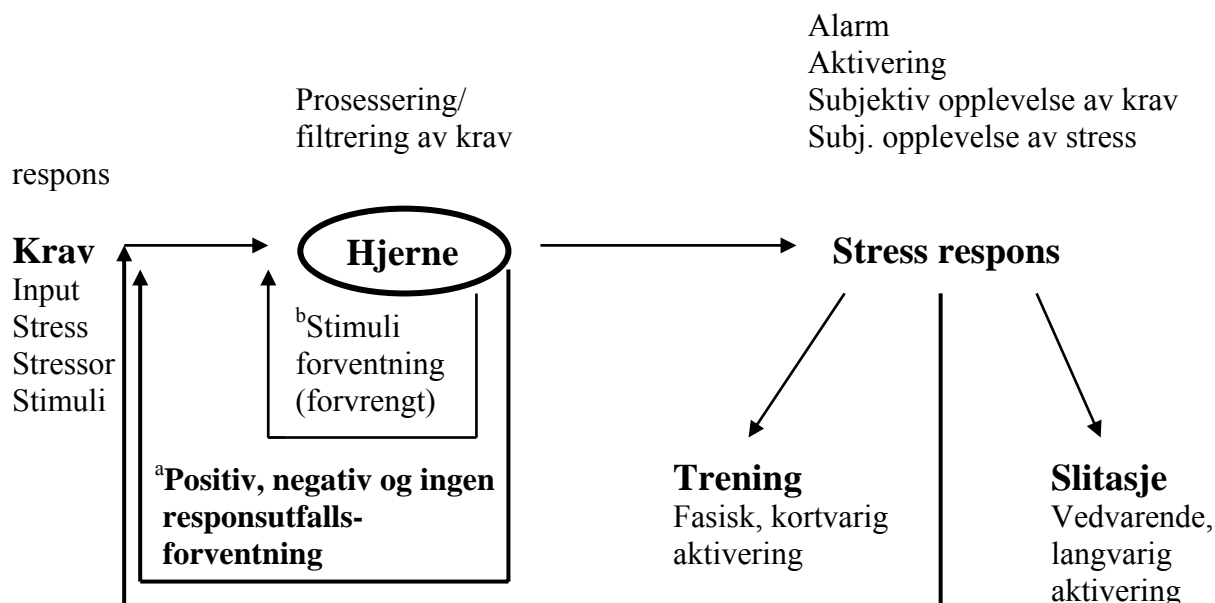 Alarm
Aktivering
Prosessering/
Subjektiv opplevelse av krav
filtrering av krav
Subj. opplevelse av stress
respons
Krav
Input
Stress
Stressor
Stimuli
Hjerne
Stress respons
bStimuli
forventning
(forvrengt)
aPositiv, negativ og ingen
responsutfalls-
forventning
Trening
Fasisk, kortvarig
aktivering
Slitasje
Vedvarende,
langvarig
aktivering